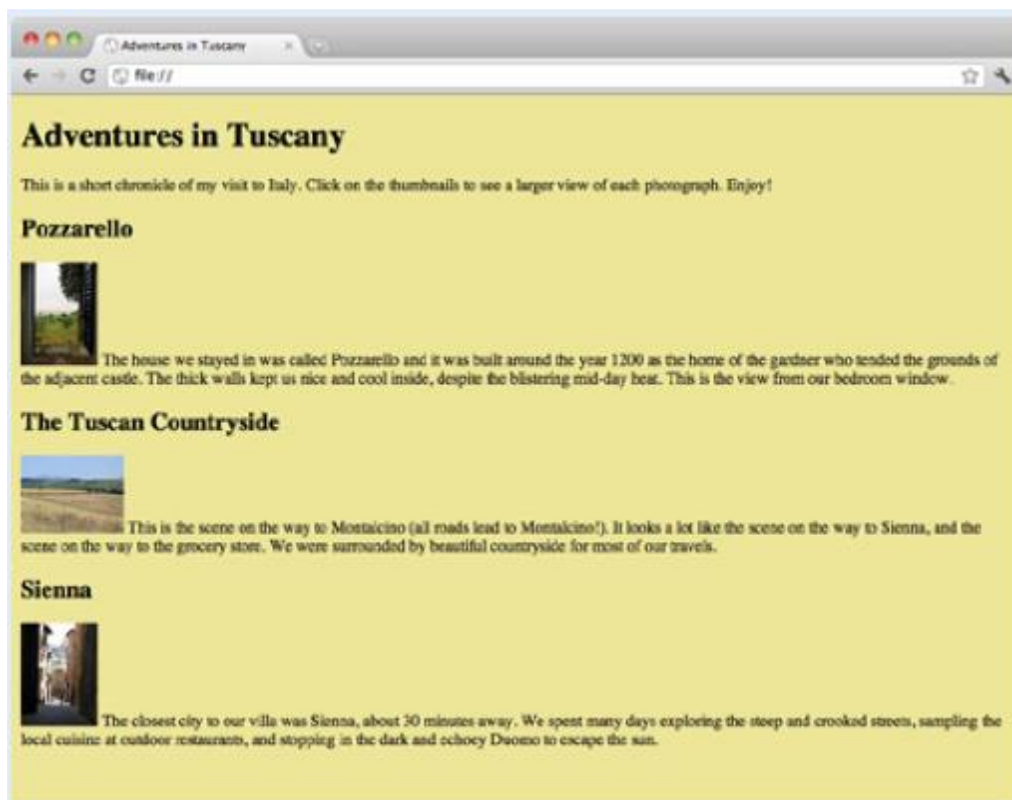 Adventures in Tuscany
file://
Adventures in Tuscany
This is a short chronicle of my visit to Italy. Click on the thumbnails to see a larger view of each photograph. Enjoy!
Pozzarello
The house we stayed in was called Pozzarello and it was built around the year 1200 as the home of the gardner who tended the grounds of
the adjacent castle. The thick walls kept us nice and cool inside, despite the blistering mid-day heat. This is the view from our bedroom window.
The Tuscan Countryside
This is the scene on the way to Montalcino (all roads lead to Montalcino!). It looks a lot like the scene on the way to Sienna, and the
scene on the way to the grocery store. We were surrounded by beautiful countryside for most of our travels.
Sienna
The closest city to our villa was Sienna, about 30 minutes away. We spent many days exploring the steep and crooked streets, sampling the
local cuisine at outdoor restaurants, and stopping in the dark and echoey Duomo to escape the sun.